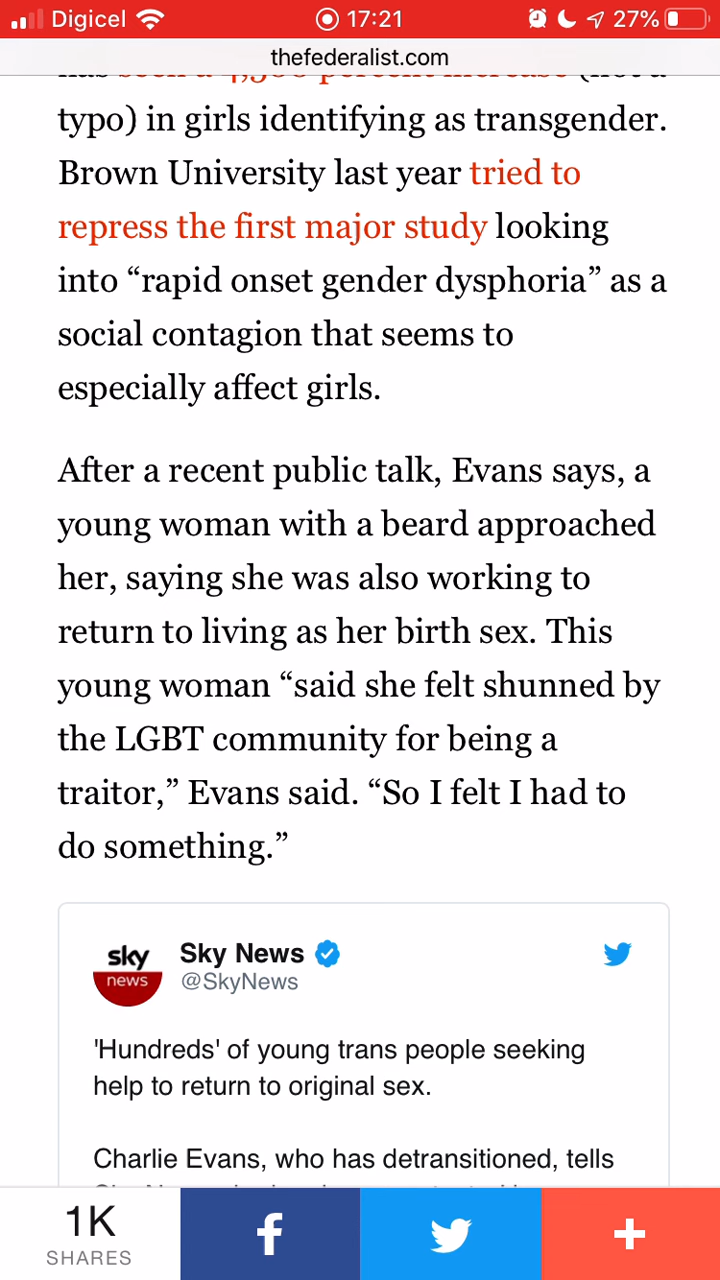 Digicel 17:21 27%
thefederalist.com
typo) in girls identifying as transgender.
Brown University last year tried to
repress the first major study looking
into “rapid onset gender dysphoria” as a
social contagion that seems to
especially affect girls.
After a recent public talk, Evans says, a
young woman with a beard approached
her, saying she was also working to
return to living as her birth sex. This
young woman “said she felt shunned by
the LGBT community for being a
traitor,” Evans said. “So I felt I had to
do something.”
sky news
Sky News
@SkyNews
'Hundreds' of young trans people seeking
help to return to original sex.
Charlie Evans, who has detransitioned, tells
1K
SHARES